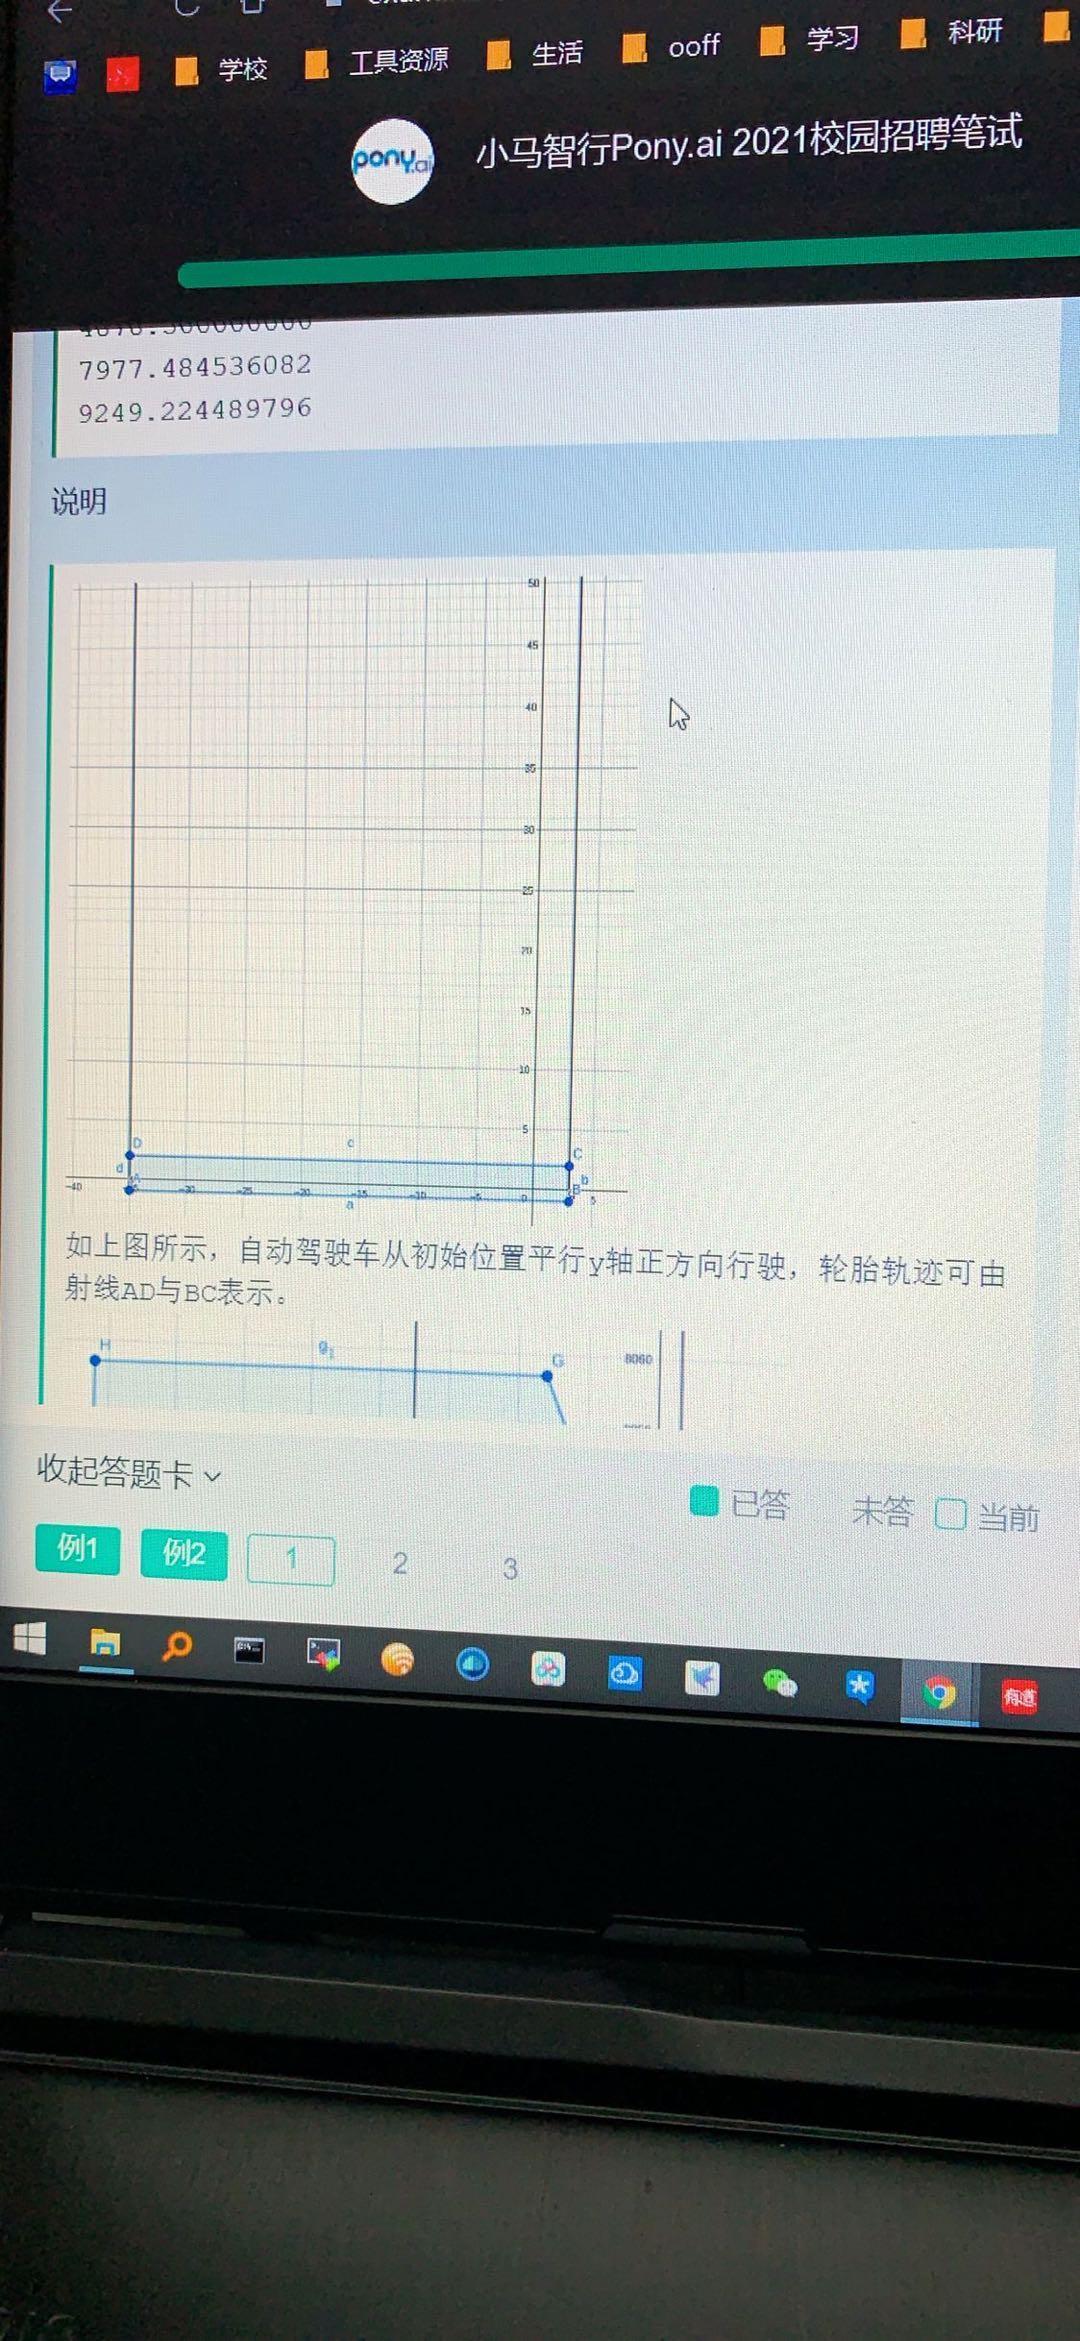 学校 工具资源 生活 ooff 学习 科研
pony.ai 小马智行Pony.ai 2021校园招聘笔试
7977.484536082
9249.224489796
说明
50
45
40
35
30
25
20
15
10
5
D c C
d b
B
-40 -30 -25 -20 -15 -10 -5 0 5
a
如上图所示，自动驾驶车从初始位置平行y轴正方向行驶，轮胎轨迹可由
射线AD与BC表示。
H g₁ G 8060
收起答题卡
已答 未答 当前
例1 例2 1 2 3
有道